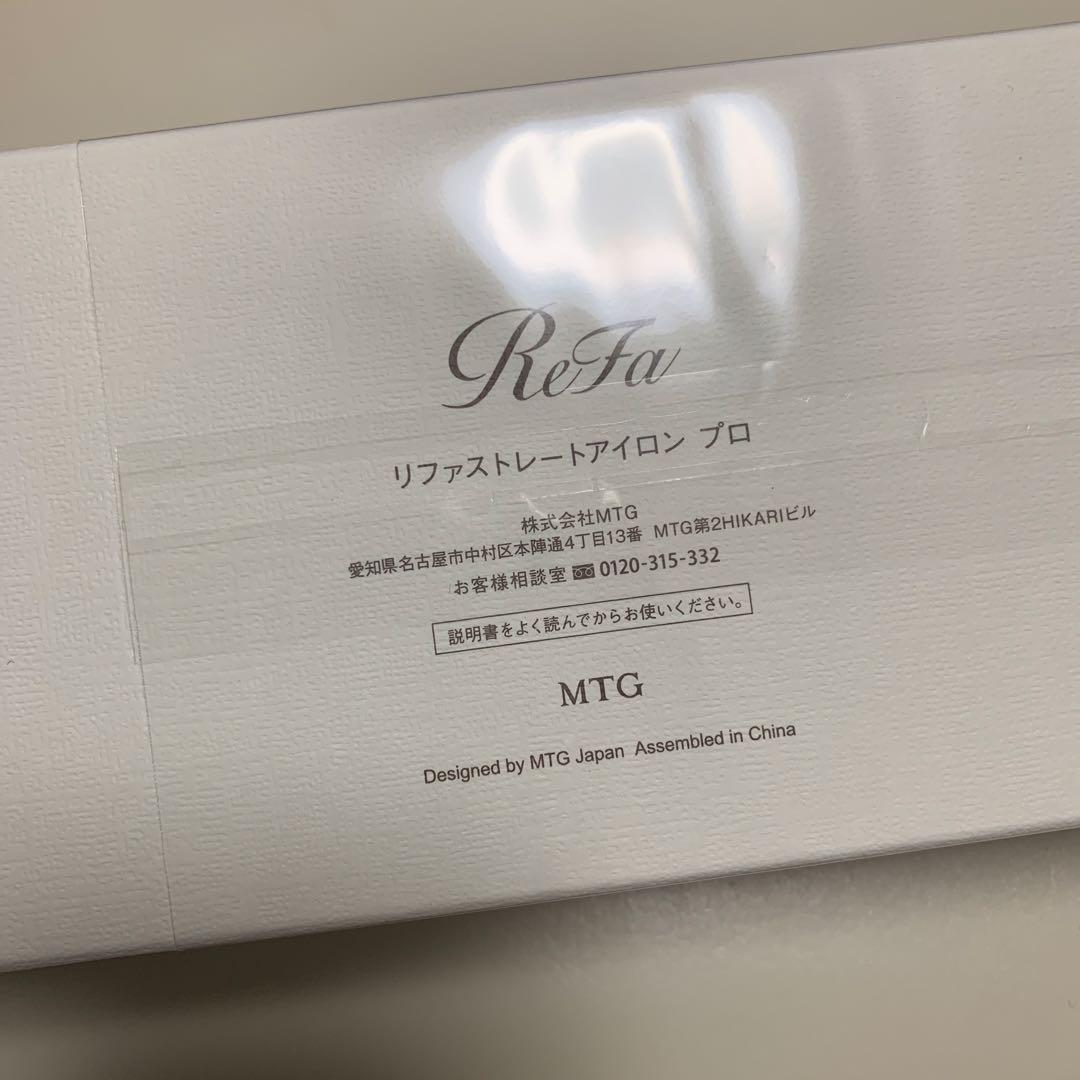 ReFa
リファストレートアイロン プロ
株式会社MTG
愛知県名古屋市中村区本陣通4丁目13番 MTG第2HIKARIビル
お客様相談室 0120-315-332
説明書をよく読んでからお使いください。
MTG
Designed by MTG Japan Assembled in China